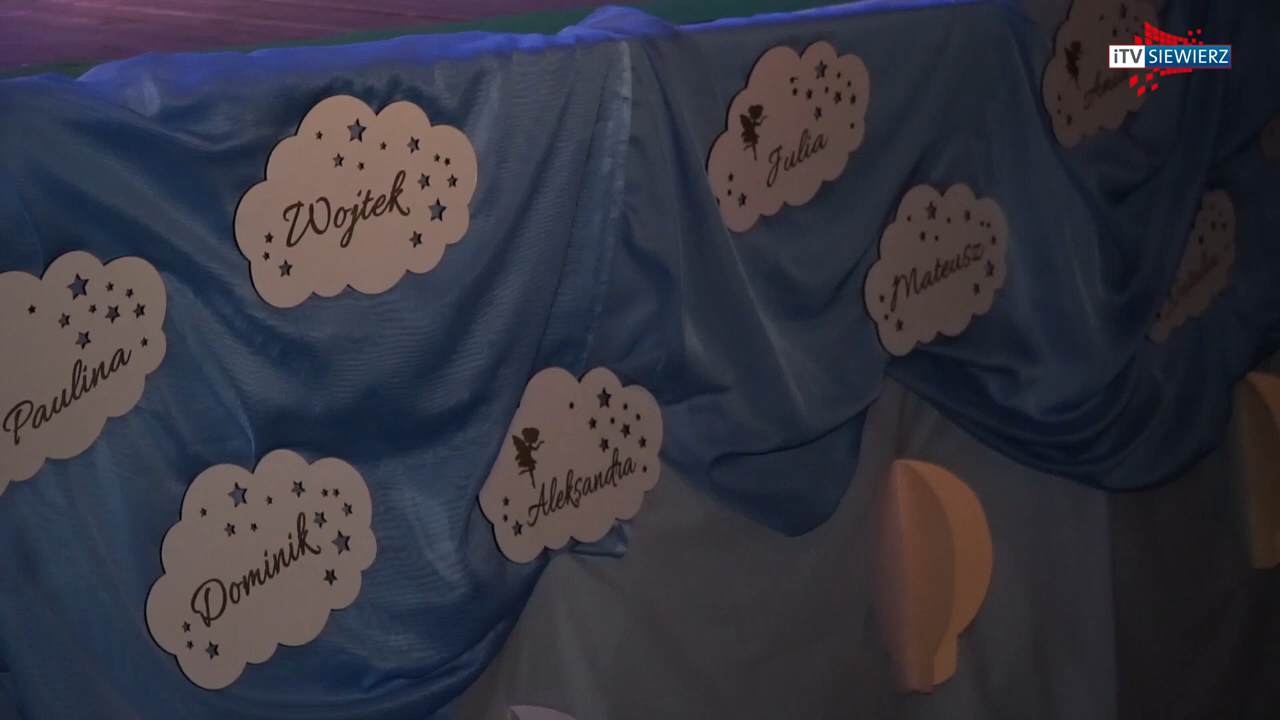 iTV SIEWIERZ
Wojtek
Julia
Mateusz
Paulina
Aleksandra
Dominik